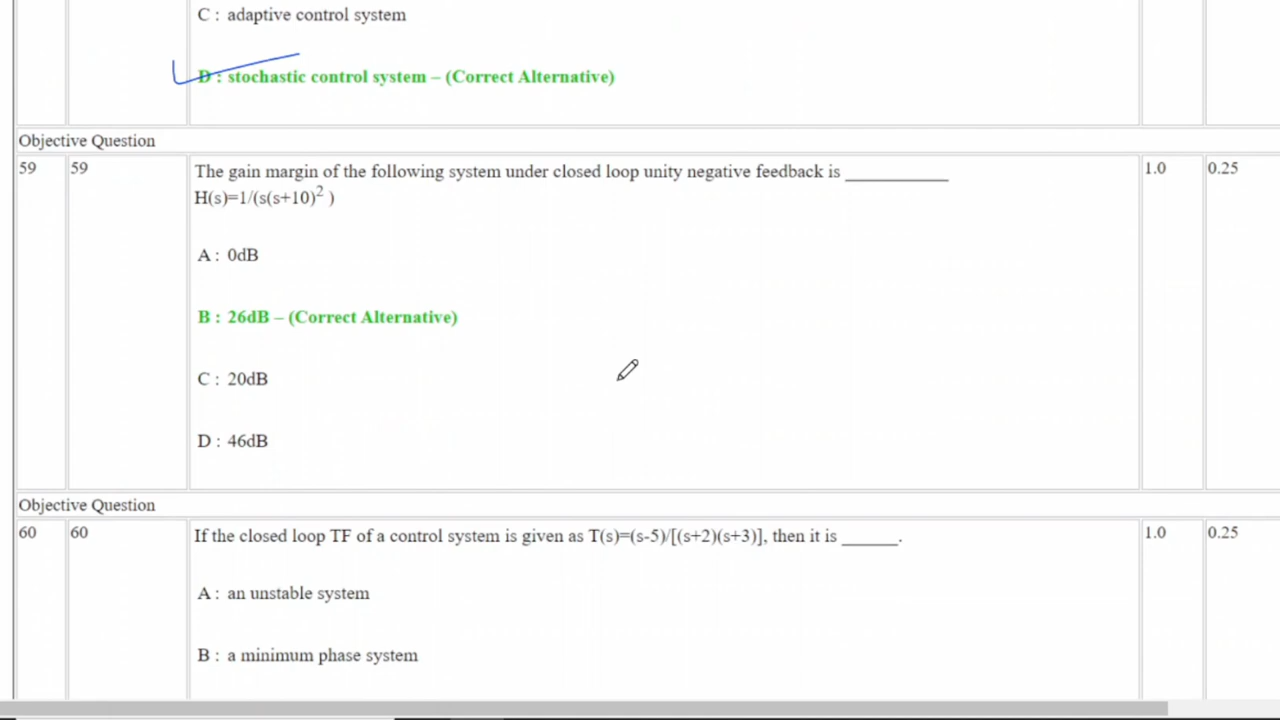 C : adaptive control system
D : stochastic control system – (Correct Alternative)
Objective Question
59 59 The gain margin of the following system under closed loop unity negative feedback is ____________ 1.0 0.25
H(s)=1/(s(s+10)² )
A : 0dB
B : 26dB – (Correct Alternative)
C : 20dB
D : 46dB
Objective Question
60 60 If the closed loop TF of a control system is given as T(s)=(s-5)/[(s+2)(s+3)], then it is ______. 1.0 0.25
A : an unstable system
B : a minimum phase system